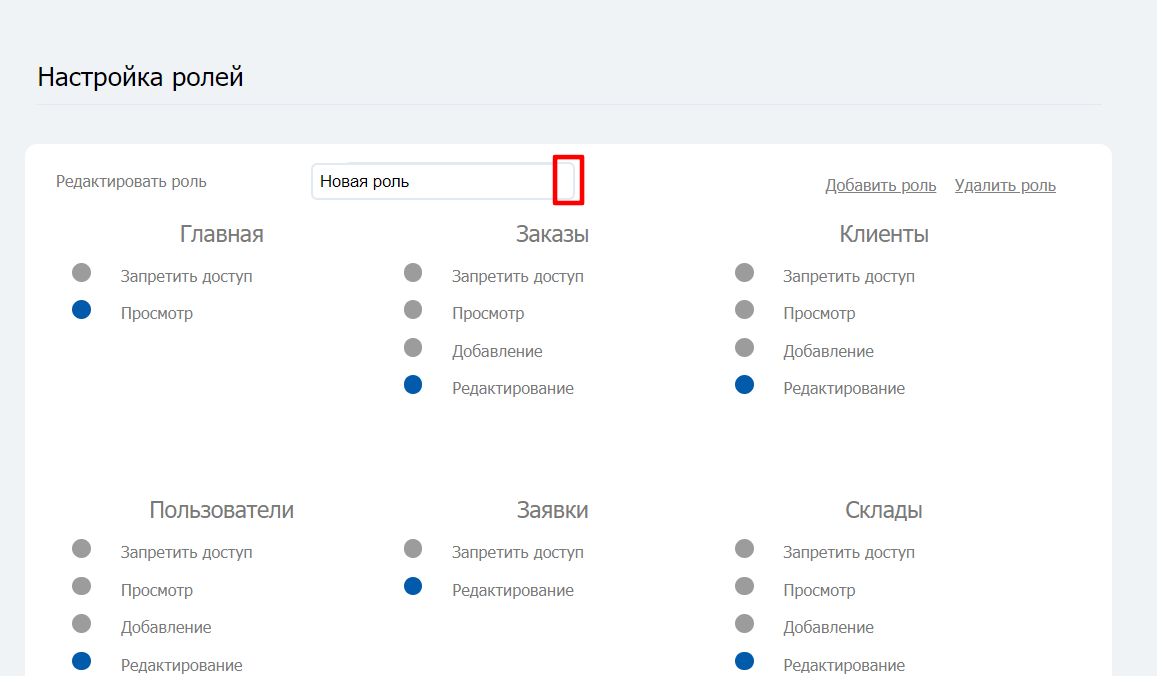 Настройка ролей
Редактировать роль
Новая роль
Добавить роль
Удалить роль
Главная
Заказы
Клиенты
Запретить доступ
Запретить доступ
Запретить доступ
Просмотр
Просмотр
Просмотр
Добавление
Добавление
Редактирование
Редактирование
Пользователи
Заявки
Склады
Запретить доступ
Запретить доступ
Запретить доступ
Просмотр
Редактирование
Просмотр
Добавление
Добавление
Редактирование
Редактирование